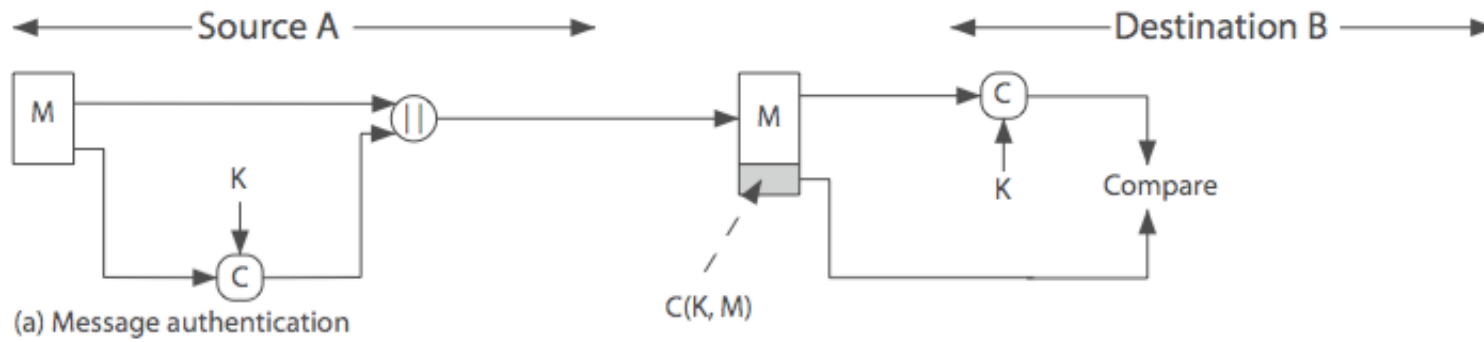 Source A
Destination B
M
||
K
C
M
C
K
Compare
C(K, M)
(a) Message authentication